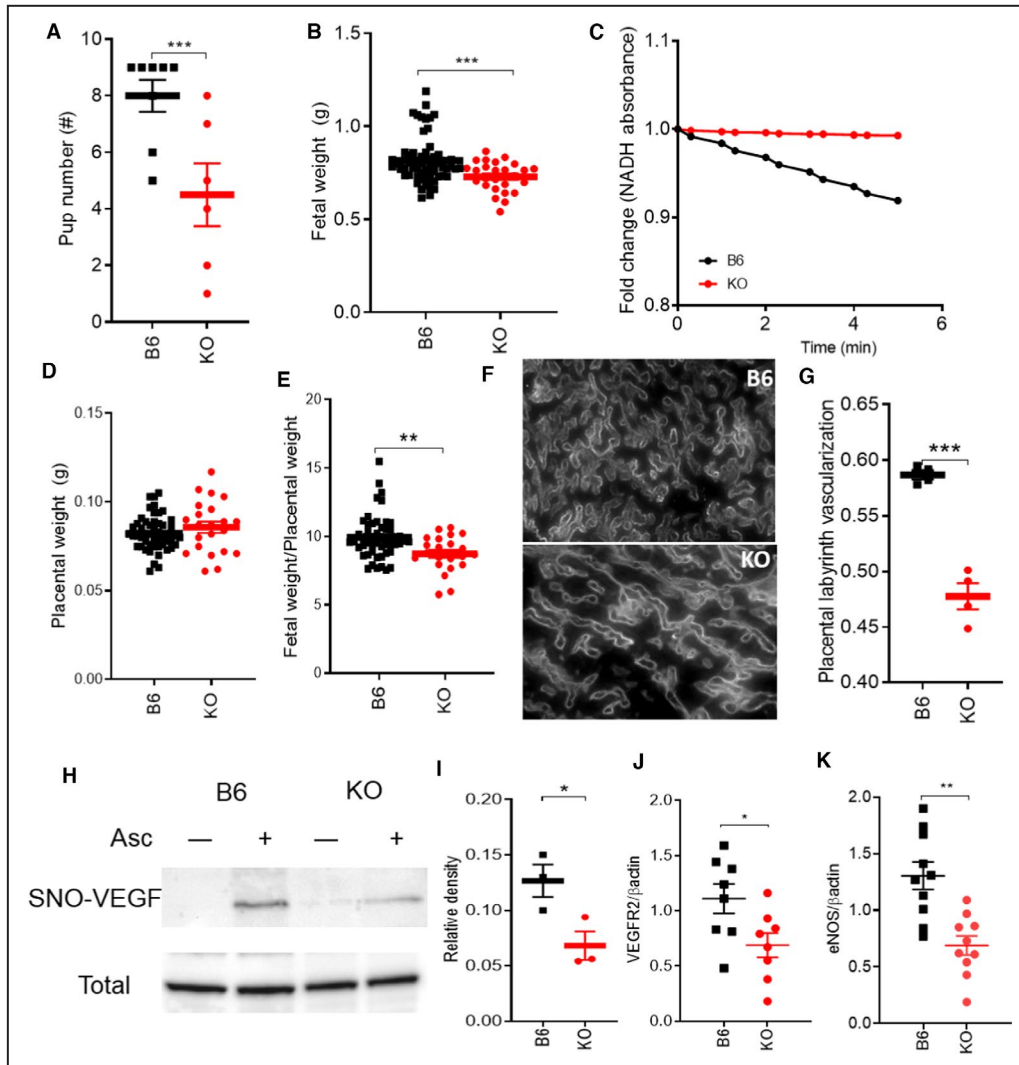 A
Pup number (#)
10
8
6
4
2
0
***
B6
KO
B
Fetal weight (g)
1.5
1.0
0.5
0.0
***
B6
KO
C
Fold change (NADH absorbance)
1.1
1.0
0.9
0.8
B6
KO
0
2
4
6
Time (min)
D
Placental weight (g)
0.15
0.10
0.05
0.00
B6
KO
E
Fetal weight/Placental weight
20
15
10
5
0
**
B6
KO
F
B6
KO
G
Placental labyrinth vascularization
0.65
0.60
0.55
0.50
0.45
0.40
***
B6
KO
H
B6 KO
Asc — + — +
SNO-VEGF
Total
I
Relative density
0.20
0.15
0.10
0.05
0.00
*
B6
KO
J
VEGFR2/βactin
2.0
1.5
1.0
0.5
0.0
*
B6
KO
K
eNOS/βactin
2.0
1.5
1.0
0.5
0.0
**
B6
KO